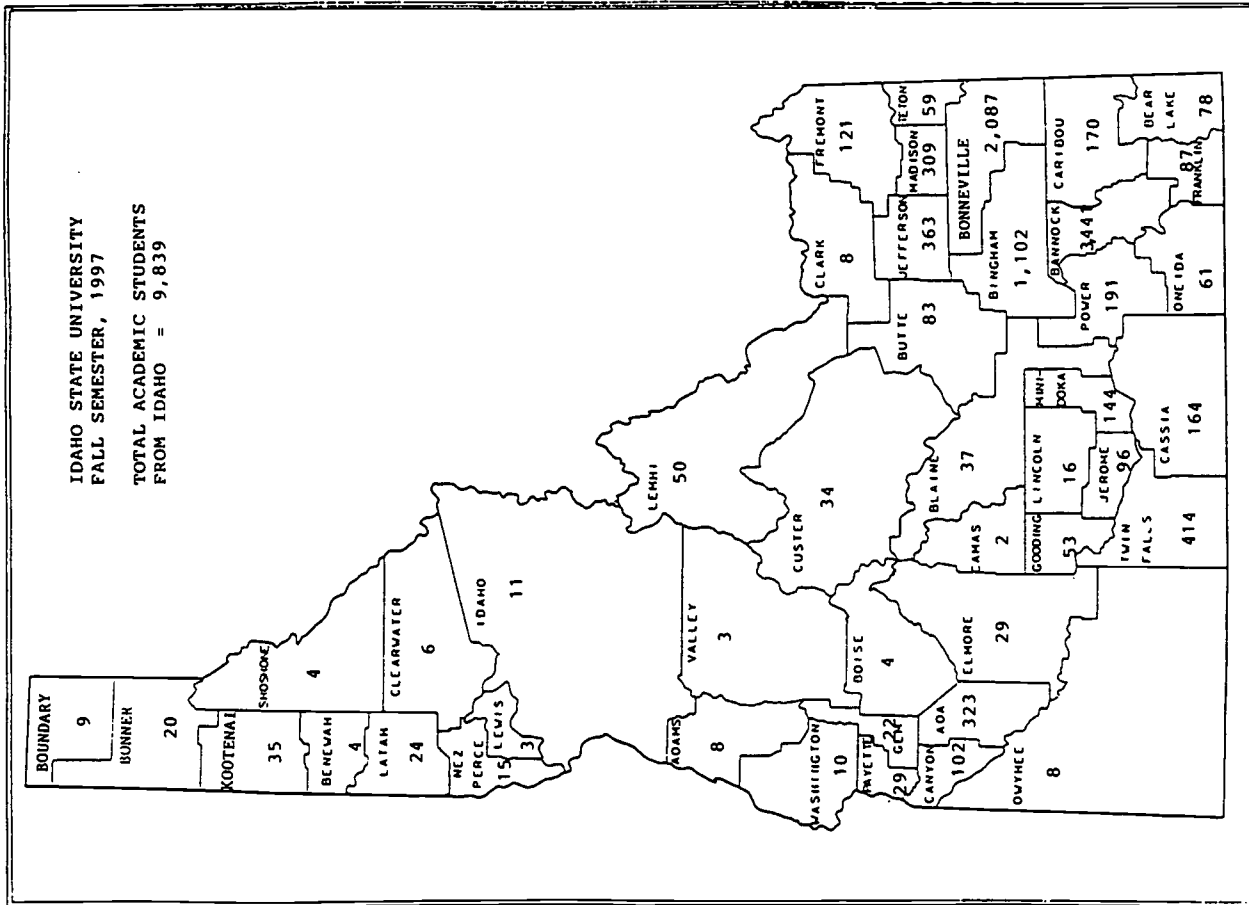 IDAHO STATE UNIVERSITY
FALL SEMESTER, 1997
TOTAL ACADEMIC STUDENTS
FROM IDAHO = 9,839
BOUNDARY
9
BONNER
20
KOOTENAI
35
SHOSHONE
4
BENEWAH
4
LATAH
24
CLEARWATER
6
NEZ
PERCE
15
LEWIS
3
IDAHO
11
LEMHI
50
ADAMS
8
VALLEY
3
WASHINGTON
10
PAYETTE
29
GEM
22
BOISE
4
CUSTER
34
CANYON
102
ADA
323
ELMORE
29
OWYHEE
8
CAMAS
2
BLAINE
37
GOODING
53
LINCOLN
16
MINI-
DOKA
144
JEROME
96
TWIN
FALLS
414
CASSIA
164
CLARK
8
FREMONT
121
BUTTE
83
JEFFERSON
363
MADISON
309
TETON
59
BONNEVILLE
2,087
BINGHAM
1,102
BANNOCK
3441
CARIBOU
170
POWER
191
ONEIDA
61
87
FRANKLIN
BEAR
LAKE
78